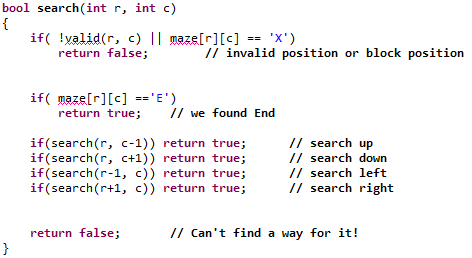 bool search(int r, int c)
{
    if( !valid(r, c) || maze[r][c] == 'X')
        return false;        // invalid position or block position
    if( maze[r][c] =='E')
        return true;    // we found End
    if(search(r, c-1)) return true;      // search up
    if(search(r, c+1)) return true;      // search down
    if(search(r-1, c)) return true;      // search left
    if(search(r+1, c)) return true;      // search right
    return false;       // Can't find a way for it!
}